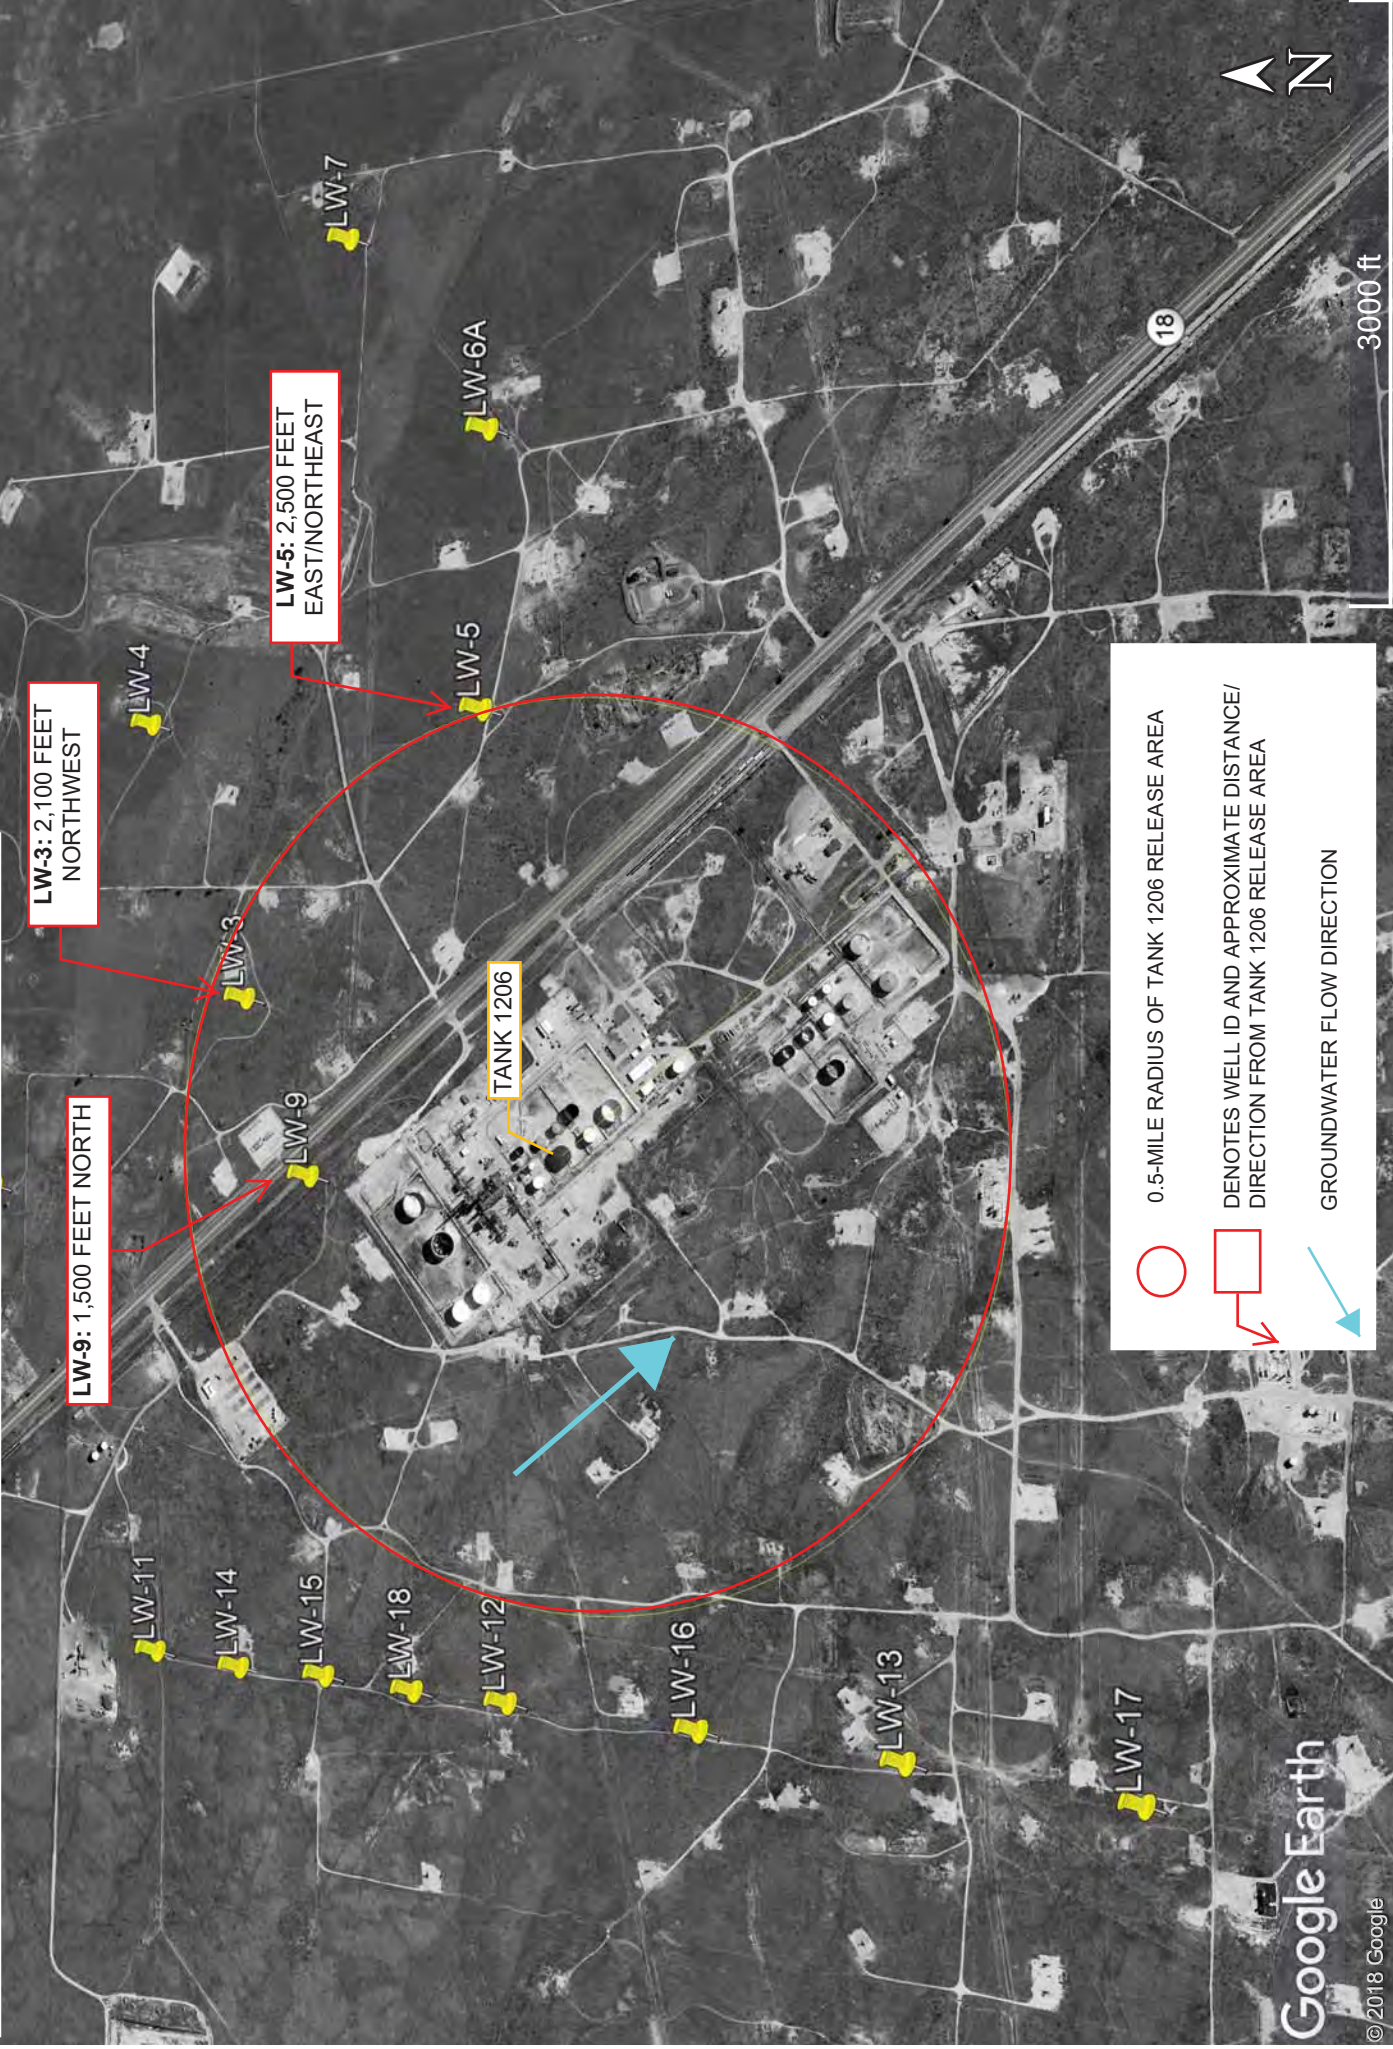 LW-9: 1,500 FEET NORTH
LW-3: 2,100 FEET
NORTHWEST
LW-5: 2,500 FEET
EAST/NORTHEAST
LW-11
LW-14
LW-15
LW-18
LW-12
LW-16
LW-13
LW-17
LW-9
LW-3
LW-4
LW-5
LW-6A
LW-7
TANK 1206
18
N
0.5-MILE RADIUS OF TANK 1206 RELEASE AREA
DENOTES WELL ID AND APPROXIMATE DISTANCE/
DIRECTION FROM TANK 1206 RELEASE AREA
GROUNDWATER FLOW DIRECTION
Google Earth
© 2018 Google
3000 ft